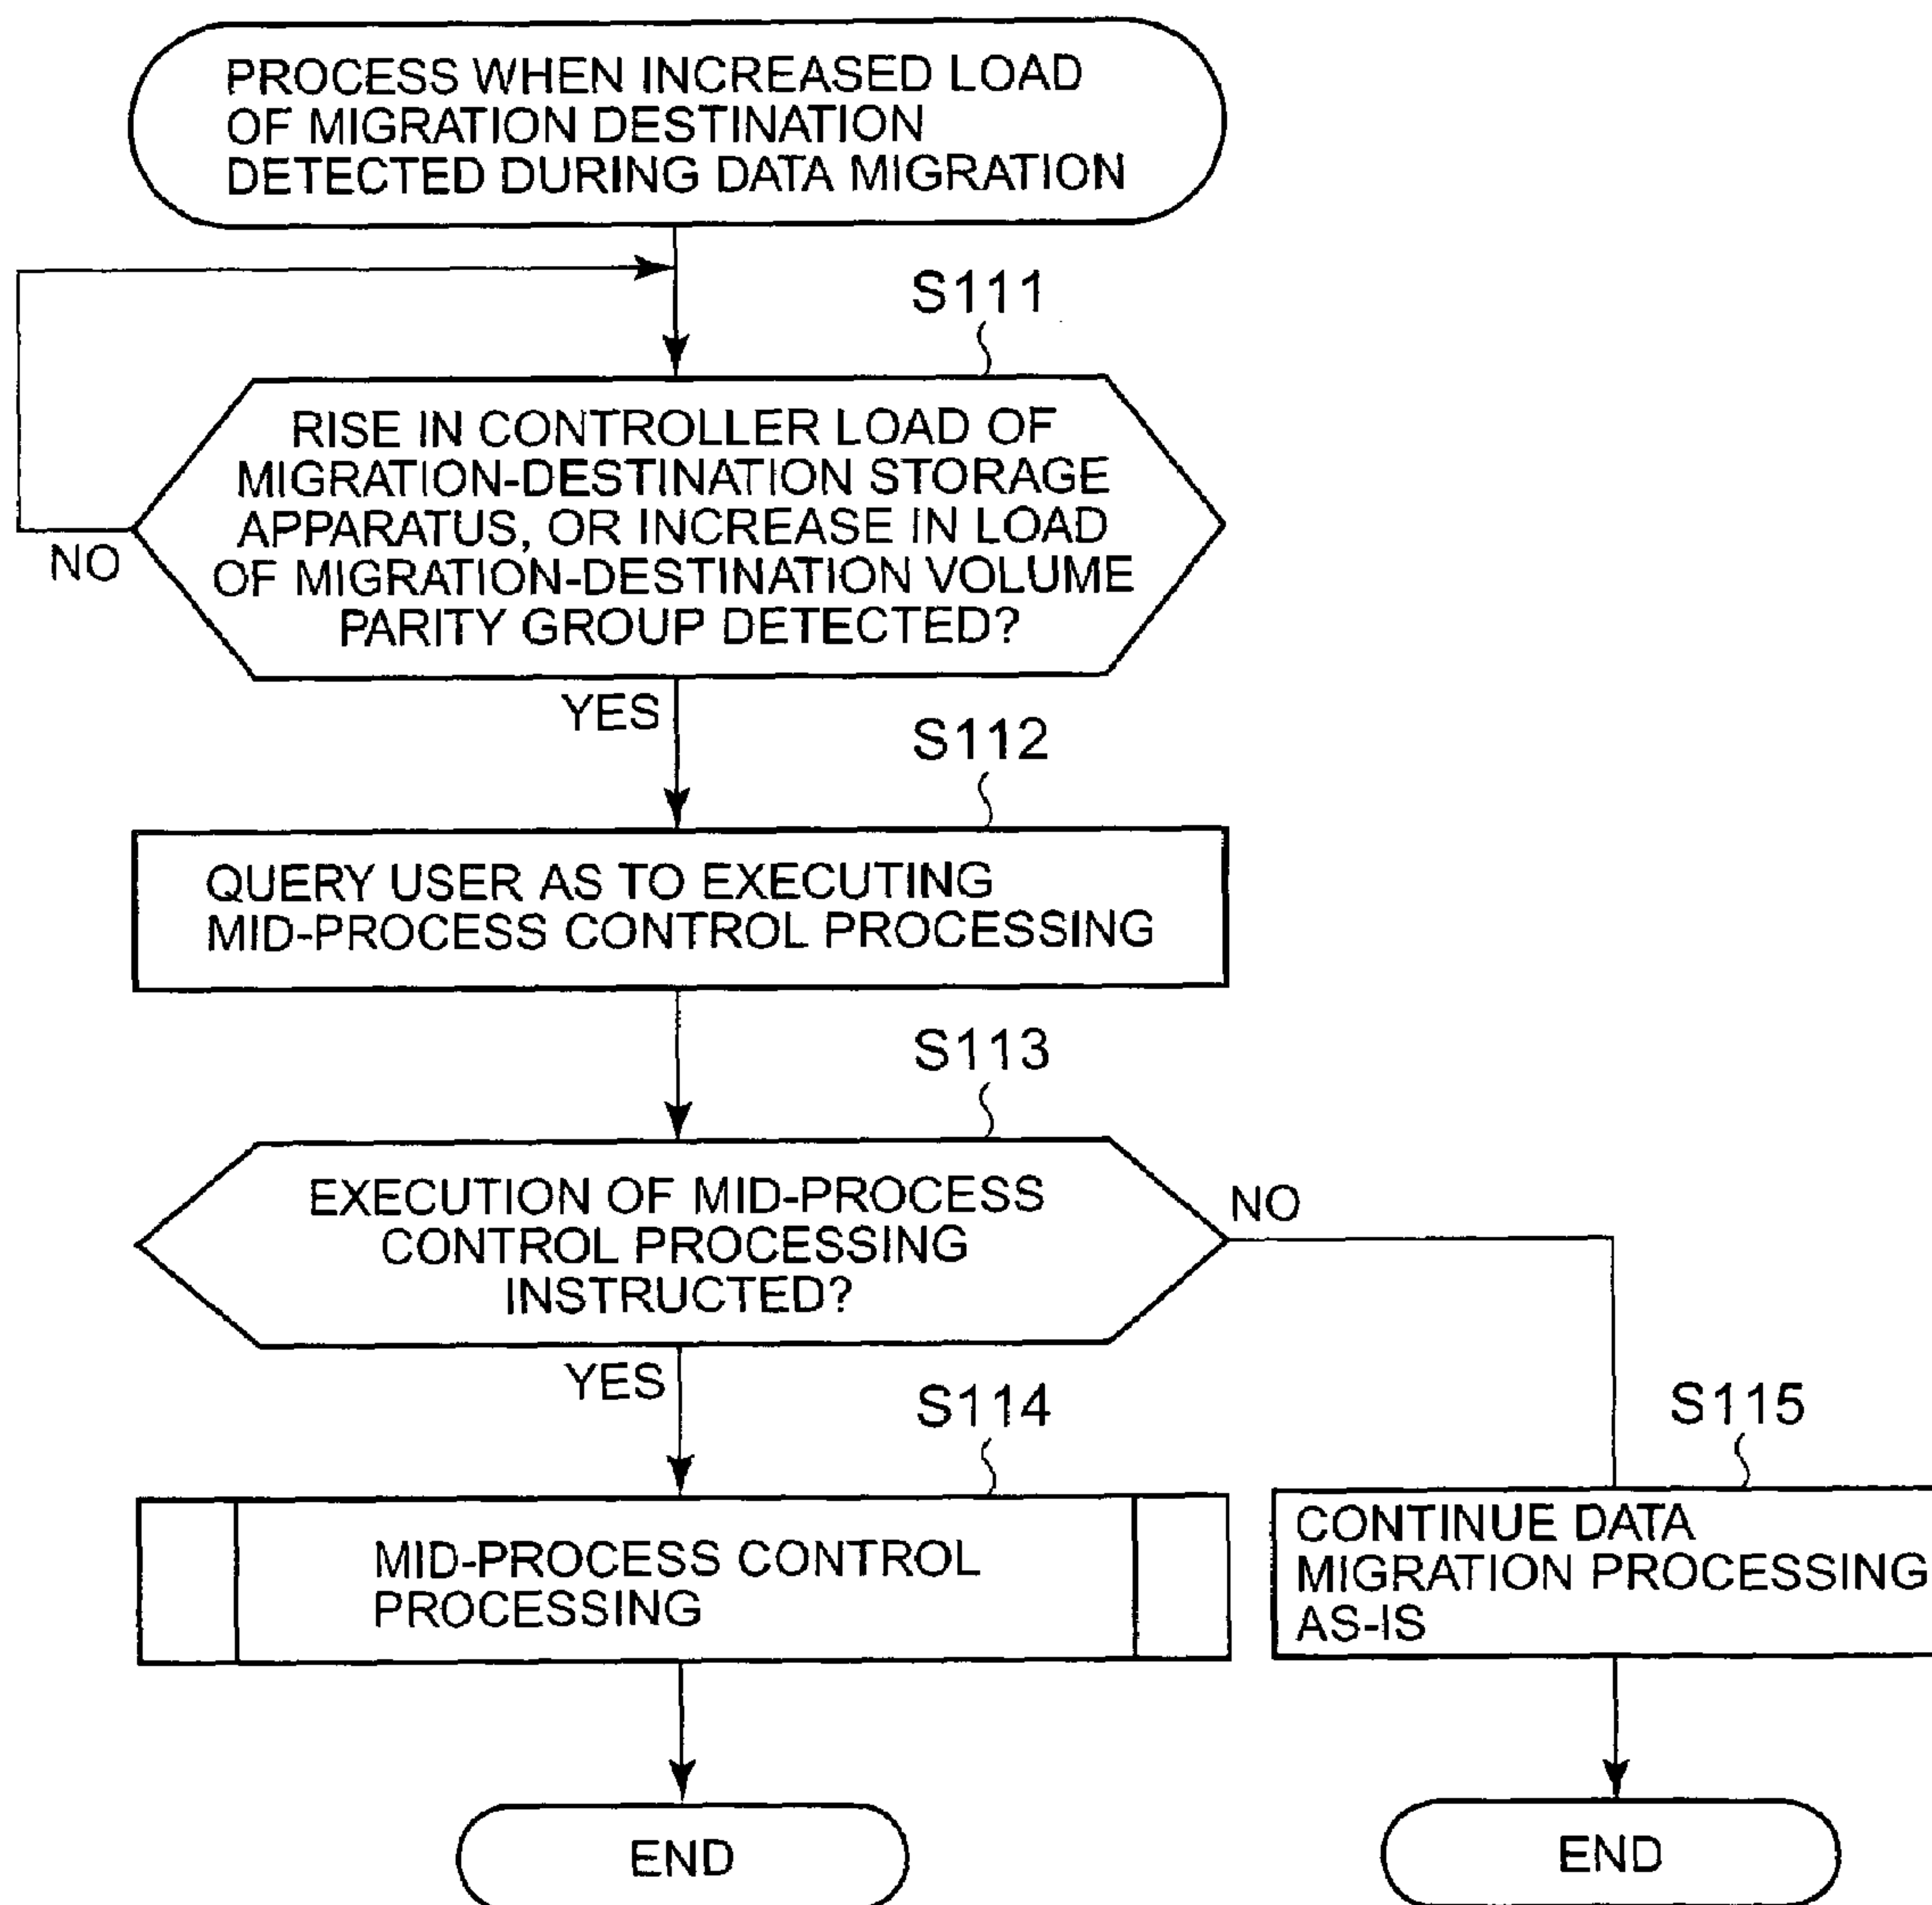 PROCESS WHEN INCREASED LOAD
OF MIGRATION DESTINATION
DETECTED DURING DATA MIGRATION
S111
RISE IN CONTROLLER LOAD OF
MIGRATION-DESTINATION STORAGE
APPARATUS, OR INCREASE IN LOAD
OF MIGRATION-DESTINATION VOLUME
PARITY GROUP DETECTED?
NO
YES
S112
QUERY USER AS TO EXECUTING
MID-PROCESS CONTROL PROCESSING
S113
EXECUTION OF MID-PROCESS
CONTROL PROCESSING
INSTRUCTED?
NO
YES
S114
MID-PROCESS CONTROL
PROCESSING
S115
CONTINUE DATA
MIGRATION PROCESSING
AS-IS
END
END